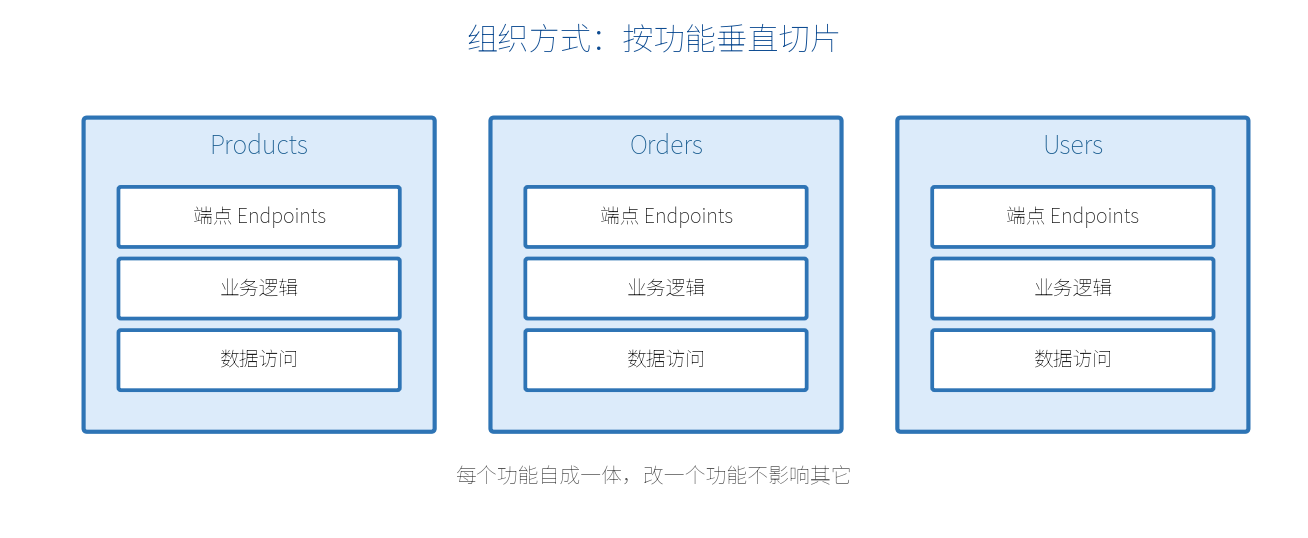 组织方式：按功能垂直切片
Products
端点 Endpoints
业务逻辑
数据访问
Orders
端点 Endpoints
业务逻辑
数据访问
Users
端点 Endpoints
业务逻辑
数据访问
每个功能自成一体，改一个功能不影响其它